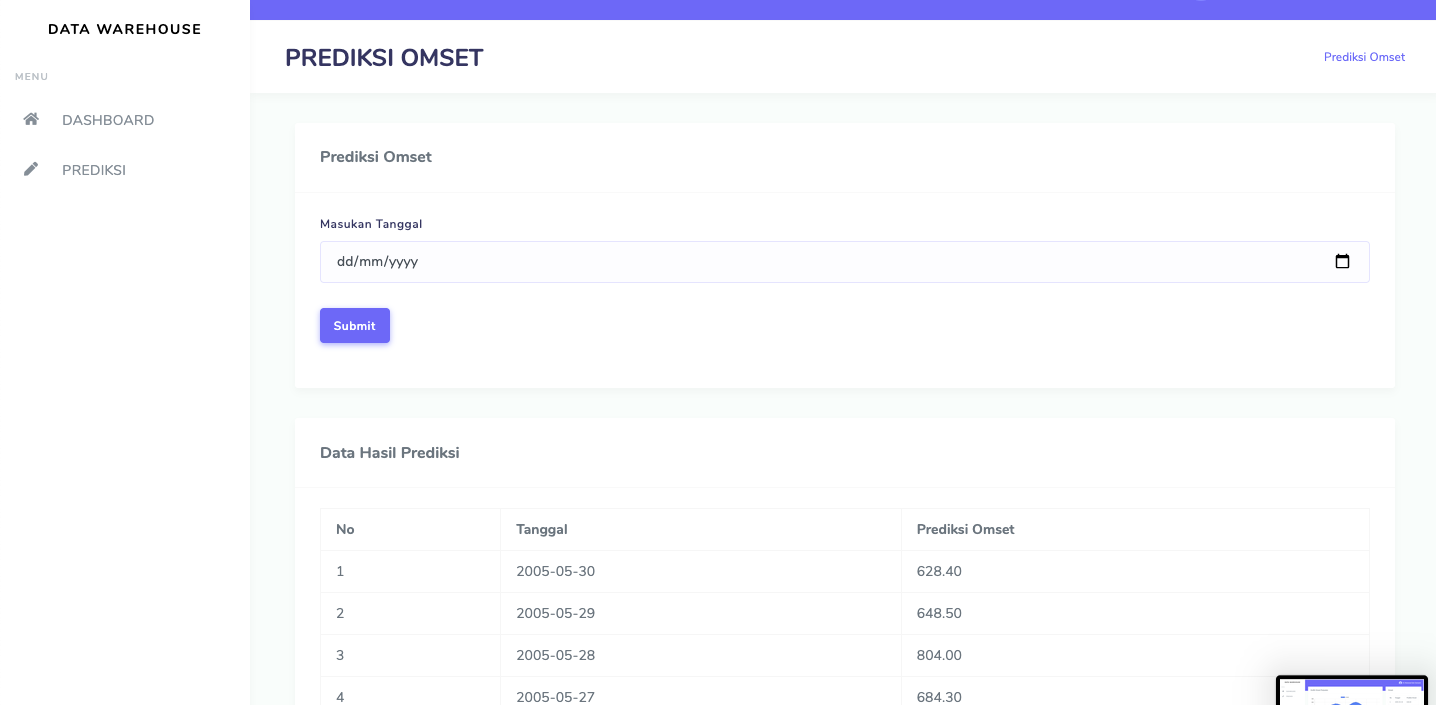 DATA WAREHOUSE
MENU
DASHBOARD
PREDIKSI
PREDIKSI OMSET
Prediksi Omset
Prediksi Omset
Masukan Tanggal
dd/mm/yyyy
Submit
Data Hasil Prediksi
No Tanggal Prediksi Omset
1 2005-05-30 628.40
2 2005-05-29 648.50
3 2005-05-28 804.00
4 2005-05-27 684.30